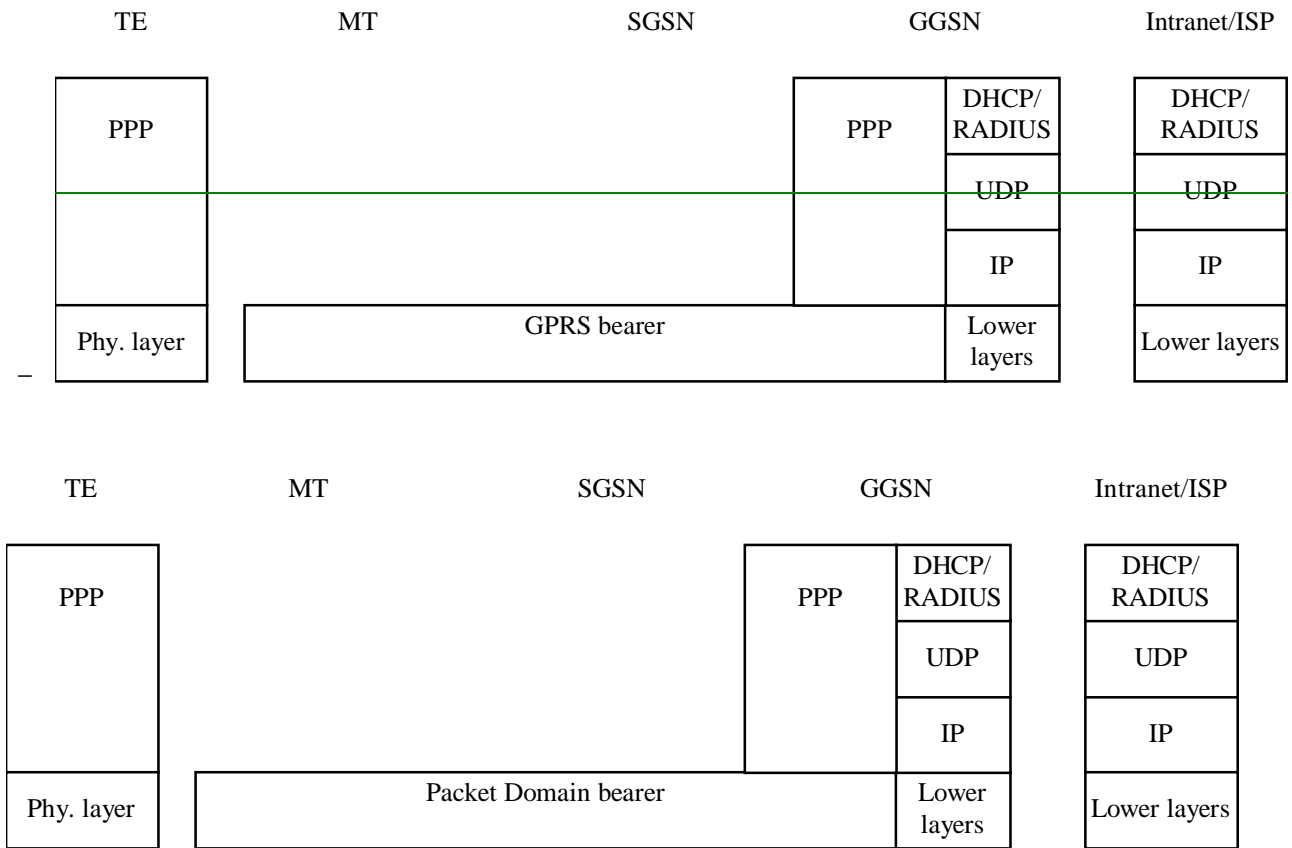 TE MT SGSN GGSN Intranet/ISP
PPP PPP DHCP/ RADIUS DHCP/ RADIUS
UDP UDP
IP IP
Phy. layer GPRS bearer Lower layers Lower layers
TE MT SGSN GGSN Intranet/ISP
PPP PPP DHCP/ RADIUS DHCP/ RADIUS
UDP UDP
IP IP
Phy. layer Packet Domain bearer Lower layers Lower layers